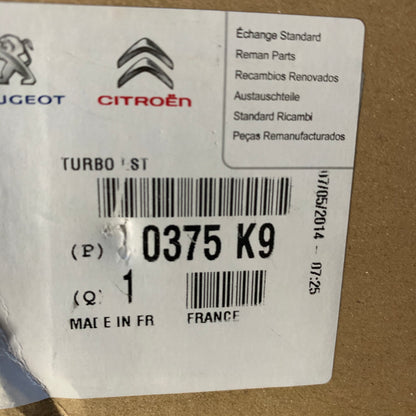 UGEOT
CITROËN
Échange Standard
Reman Parts
Recambios Renovados
Austauschteile
Standard Ricambi
Peças Remanufacturados
TURBO ST
(P) 0375 K9
(Q) 1
MADE IN FR FRANCE
07/05/2014 - 07:25